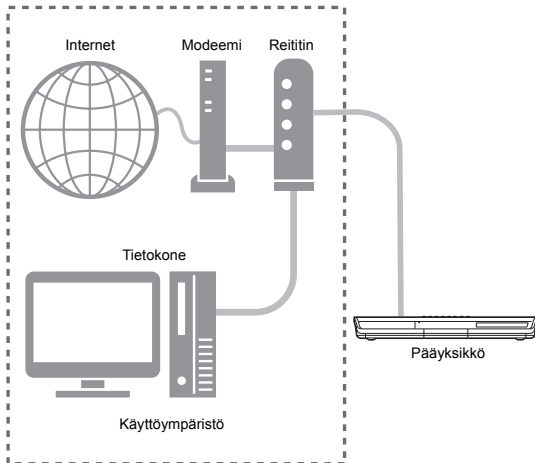 Internet
Modeemi
Reititin
Tietokone
Pääyksikkö
Käyttöympäristö